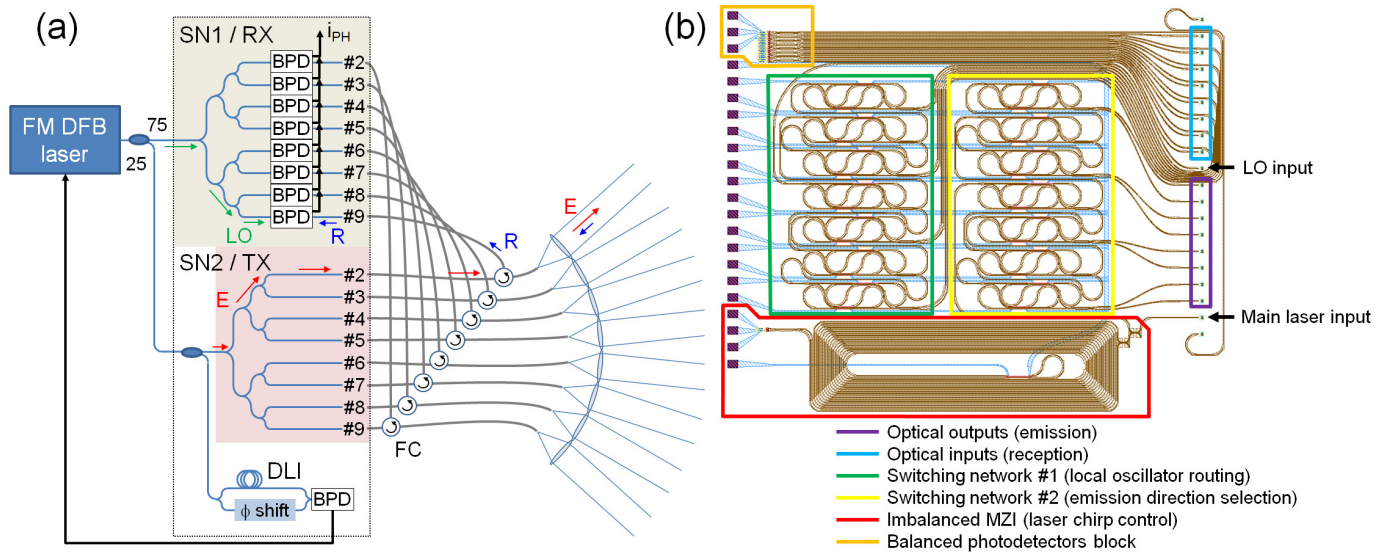 (a)
SN1 / RX
iPH
BPD
#2
BPD
#3
BPD
#4
BPD
#5
BPD
#6
BPD
#7
BPD
#8
BPD
#9
FM DFB
laser
75
25
LO
R
E
R
SN2 / TX
E
#2
#3
#4
#5
#6
#7
#8
#9
FC
DLI
ϕ shift
BPD
(b)
LO input
Main laser input
Optical outputs (emission)
Optical inputs (reception)
Switching network #1 (local oscillator routing)
Switching network #2 (emission direction selection)
Imbalanced MZI (laser chirp control)
Balanced photodetectors block